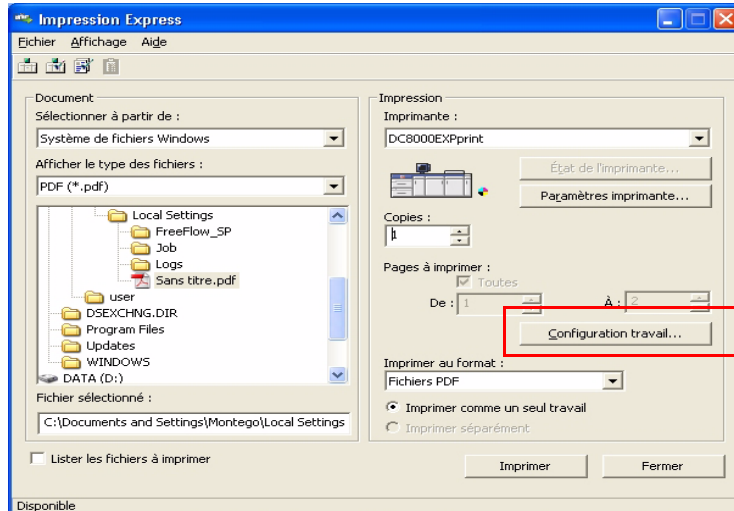 Impression Express
Fichier Affichage Aide
Document
Sélectionner à partir de :
Système de fichiers Windows
Afficher le type des fichiers :
PDF (*.pdf)
Local Settings
FreeFlow_SP
Job
Logs
Sans titre.pdf
user
DSEXCHNG.DIR
Program Files
Updates
WINDOWS
DATA (D:)
Fichier sélectionné :
C:\Documents and Settings\Montego\Local Settings
Lister les fichiers à imprimer
Impression
Imprimante :
DC8000EXPprint
État de l'imprimante...
Paramètres imprimante...
Copies :
1
Pages à imprimer :
Toutes
De : 1 À : 2
Configuration travail...
Imprimer au format :
Fichiers PDF
Imprimer comme un seul travail
Imprimer séparément
Imprimer Fermer
Disponible